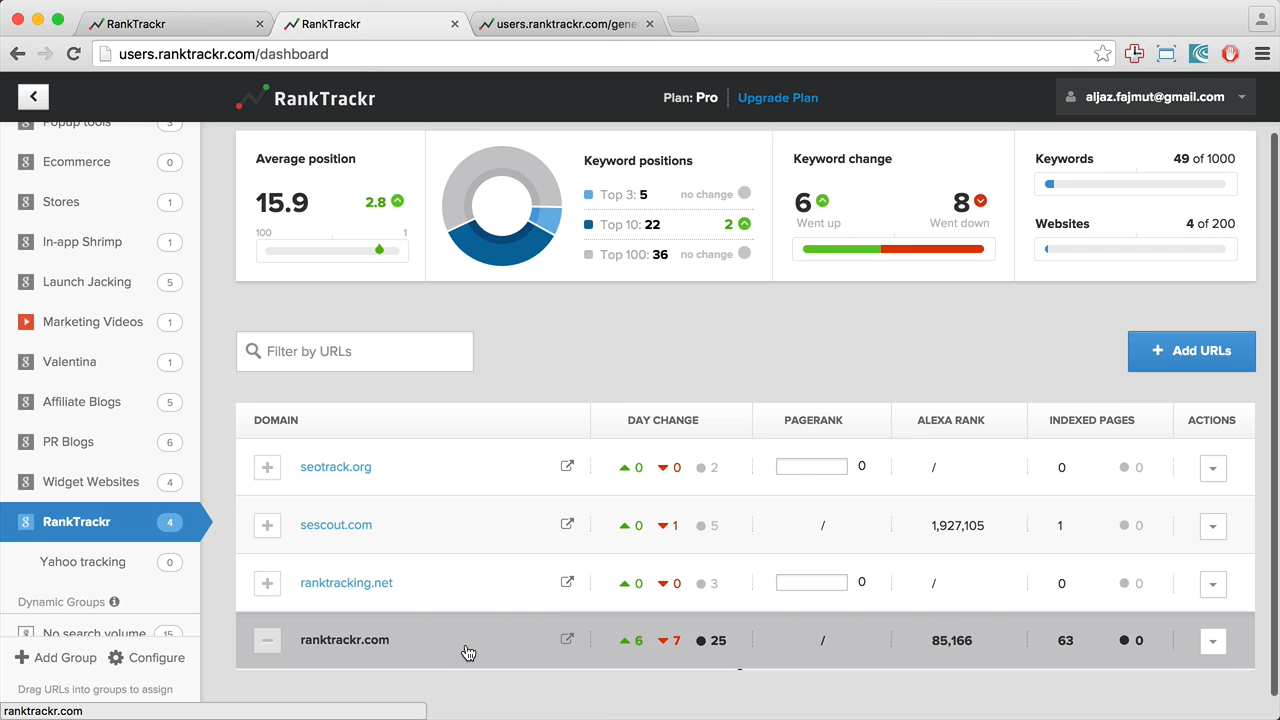 RankTrackr
RankTrackr
users.ranktrackr.com/gene
users.ranktrackr.com/dashboard
RankTrackr
Plan: Pro
Upgrade Plan
aljaz.fajmut@gmail.com
Popup tools 3
Ecommerce 0
Stores 1
In-app Shrimp 1
Launch Jacking 5
Marketing Videos 1
Valentina 1
Affiliate Blogs 5
PR Blogs 6
Widget Websites 4
RankTrackr 4
Yahoo tracking 0
Dynamic Groups
No search volume 15
Add Group Configure
Drag URLs into groups to assign
ranktrackr.com
Average position
15.9 2.8
100 1
Keyword positions
Top 3: 5 no change
Top 10: 22 2
Top 100: 36 no change
Keyword change
6 8
Went up Went down
Keywords 49 of 1000
Websites 4 of 200
Filter by URLs
+ Add URLs
DOMAIN DAY CHANGE PAGERANK ALEXA RANK INDEXED PAGES ACTIONS
seotrack.org 0 0 2 0 / 0 0
sescout.com 0 1 5 / 1,927,105 1 0
ranktracking.net 0 0 3 0 / 0 0
ranktrackr.com 6 7 25 / 85,166 63 0